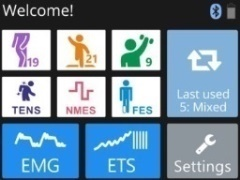 Welcome!
19
21
9
Last used
5: Mixed
TENS
NMES
FES
EMG
ETS
Settings